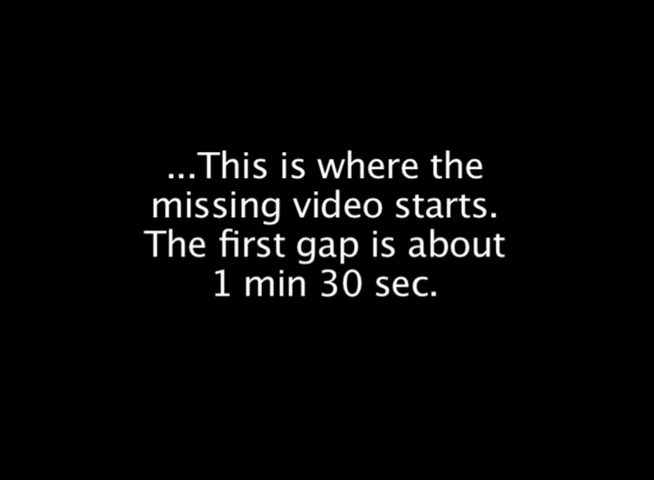 ...This is where the
missing video starts.
The first gap is about
1 min 30 sec.